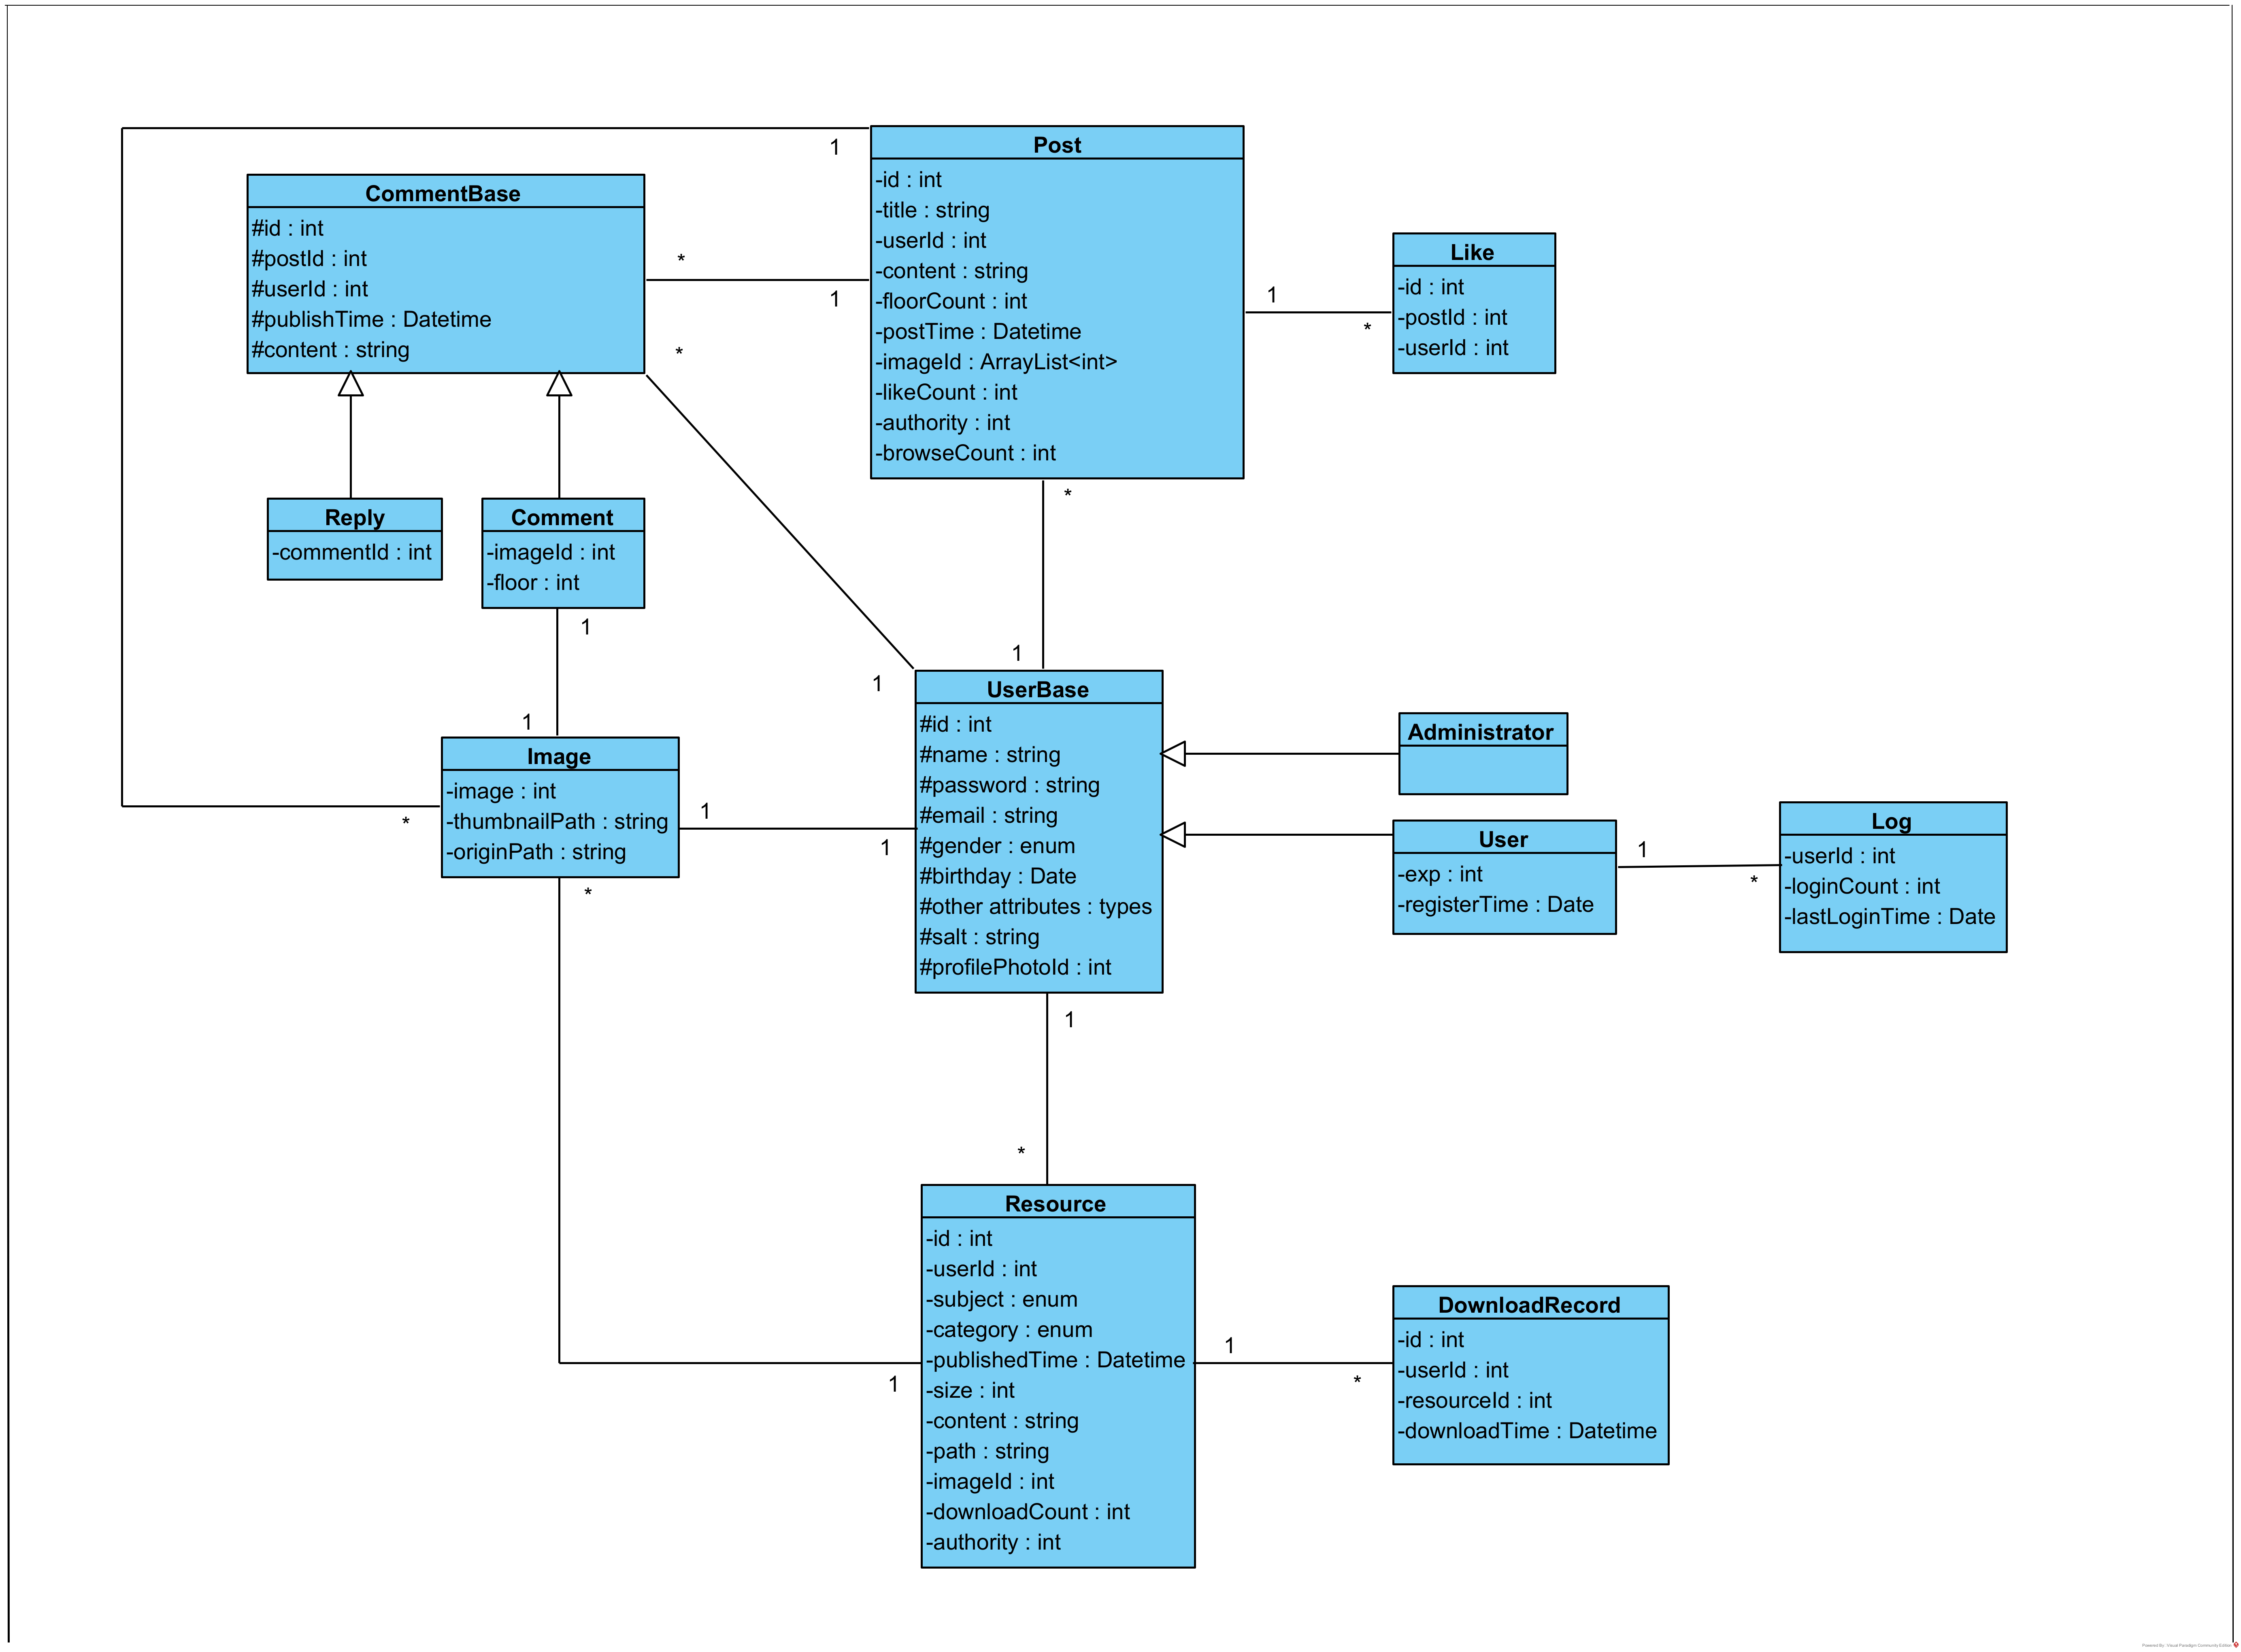 Post
-id : int
-title : string
-userId : int
-content : string
-floorCount : int
-postTime : Datetime
-imageId : ArrayList<int>
-likeCount : int
-authority : int
-browseCount : int
1
*
1
1
*
*
1
CommentBase
#id : int
#postId : int
#userId : int
#publishTime : Datetime
#content : string
*
1
Like
-id : int
-postId : int
-userId : int
Reply
-commentId : int
Comment
-imageId : int
-floor : int
1
1
1
*
Image
-image : int
-thumbnailPath : string
-originPath : string
*
*
1
1
UserBase
#id : int
#name : string
#password : string
#email : string
#gender : enum
#birthday : Date
#other attributes : types
#salt : string
#profilePhotoId : int
Administrator
User
-exp : int
-registerTime : Date
1
*
Log
-userId : int
-loginCount : int
-lastLoginTime : Date
1
*
1
Resource
-id : int
-userId : int
-subject : enum
-category : enum
-publishedTime : Datetime
-size : int
-content : string
-path : string
-imageId : int
-downloadCount : int
-authority : int
1
*
DownloadRecord
-id : int
-userId : int
-resourceId : int
-downloadTime : Datetime
Powered By: Visual Paradigm Community Edition